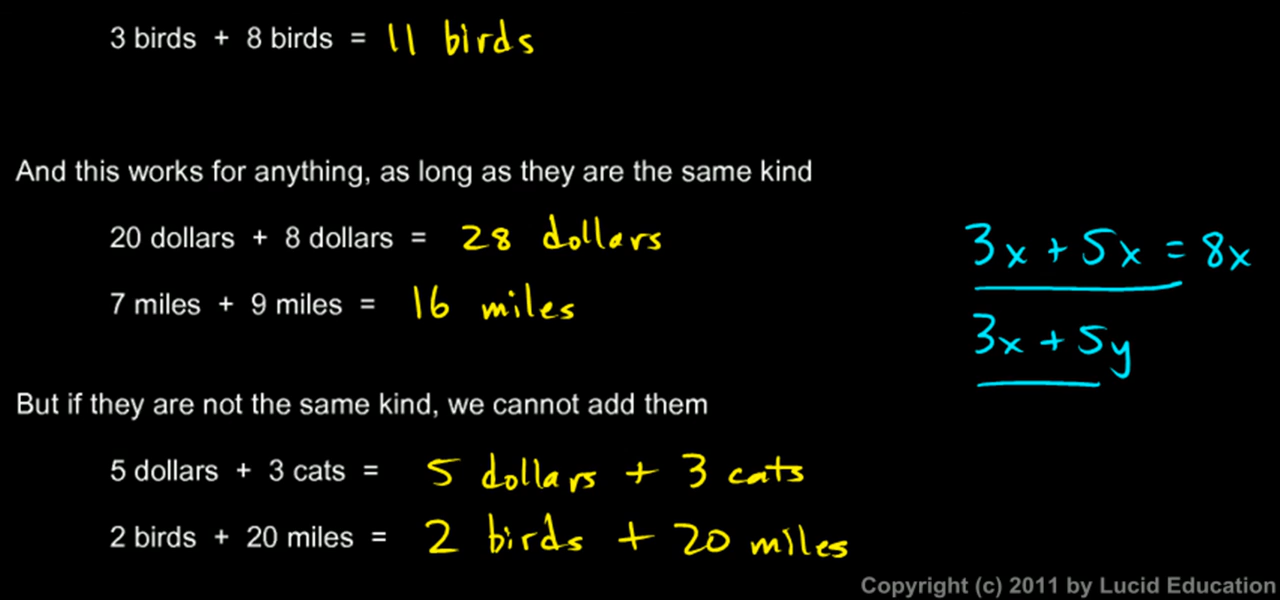 3 birds + 8 birds = 11 birds
And this works for anything, as long as they are the same kind
20 dollars + 8 dollars = 28 dollars
7 miles + 9 miles = 16 miles
3x + 5x = 8x
3x + 5y
But if they are not the same kind, we cannot add them
5 dollars + 3 cats = 5 dollars + 3 cats
2 birds + 20 miles = 2 birds + 20 miles
Copyright (c) 2011 by Lucid Education